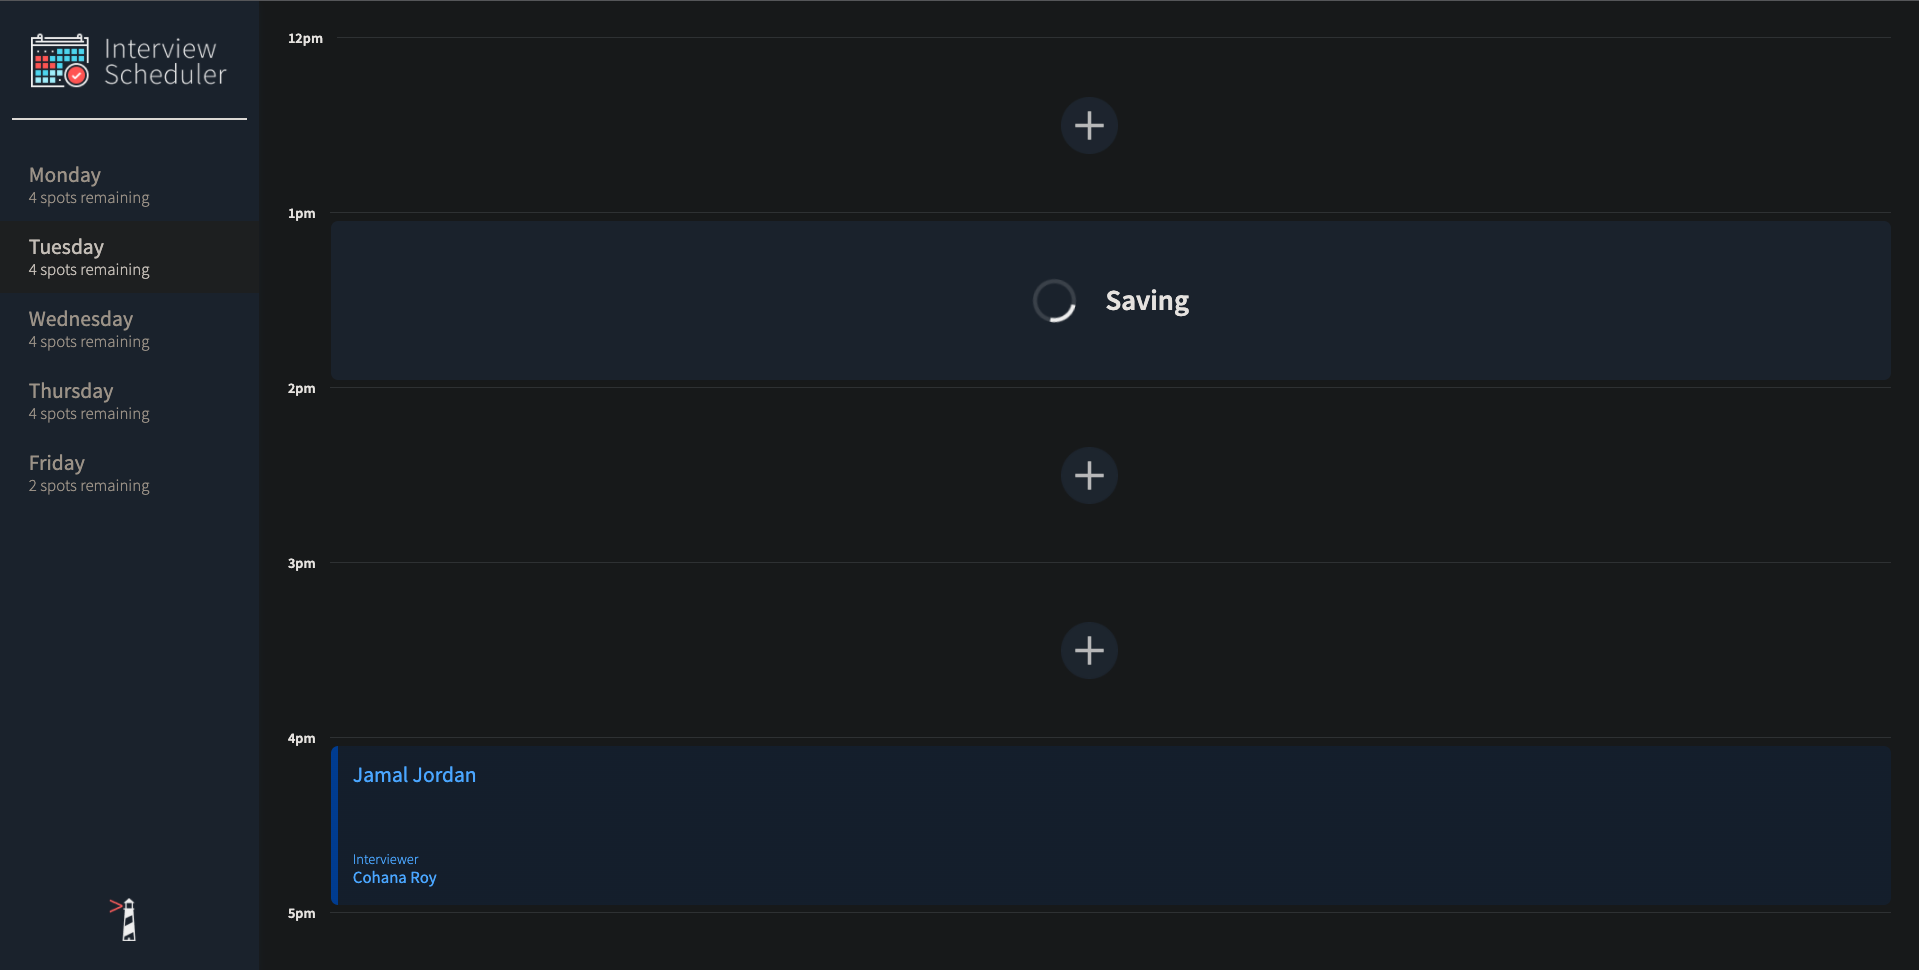 Interview
Scheduler
Monday
4 spots remaining
Tuesday
4 spots remaining
Wednesday
4 spots remaining
Thursday
4 spots remaining
Friday
2 spots remaining
12pm
1pm
Saving
2pm
3pm
4pm
Jamal Jordan
Interviewer
Cohana Roy
5pm